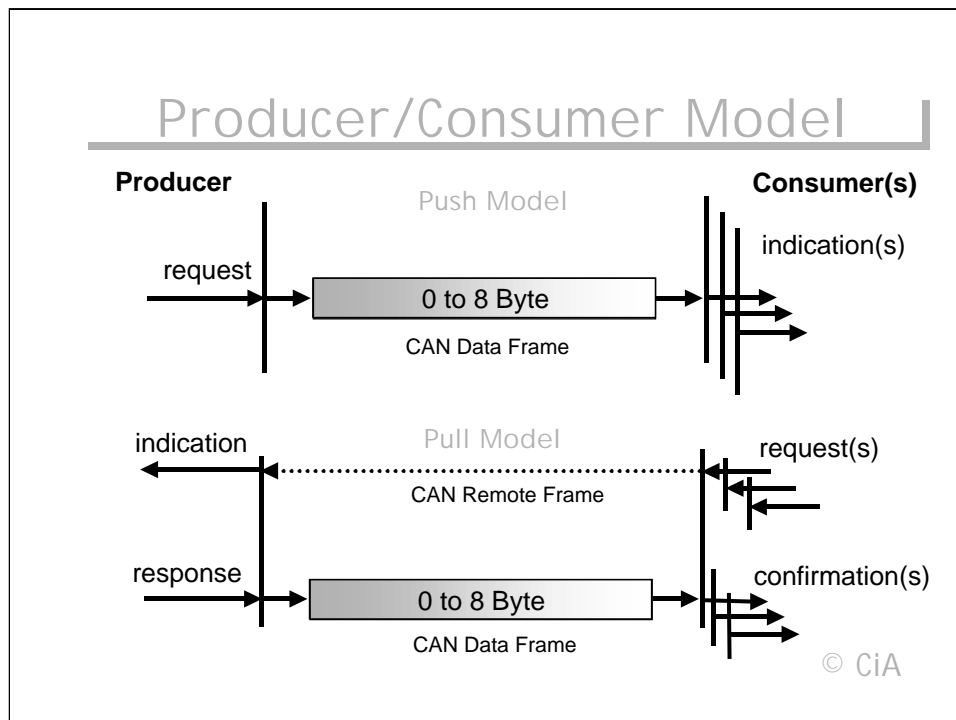 Producer/Consumer Model
Producer
Push Model
Consumer(s)
request
indication(s)
0 to 8 Byte
CAN Data Frame
indication
Pull Model
request(s)
CAN Remote Frame
response
confirmation(s)
0 to 8 Byte
CAN Data Frame
© CiA